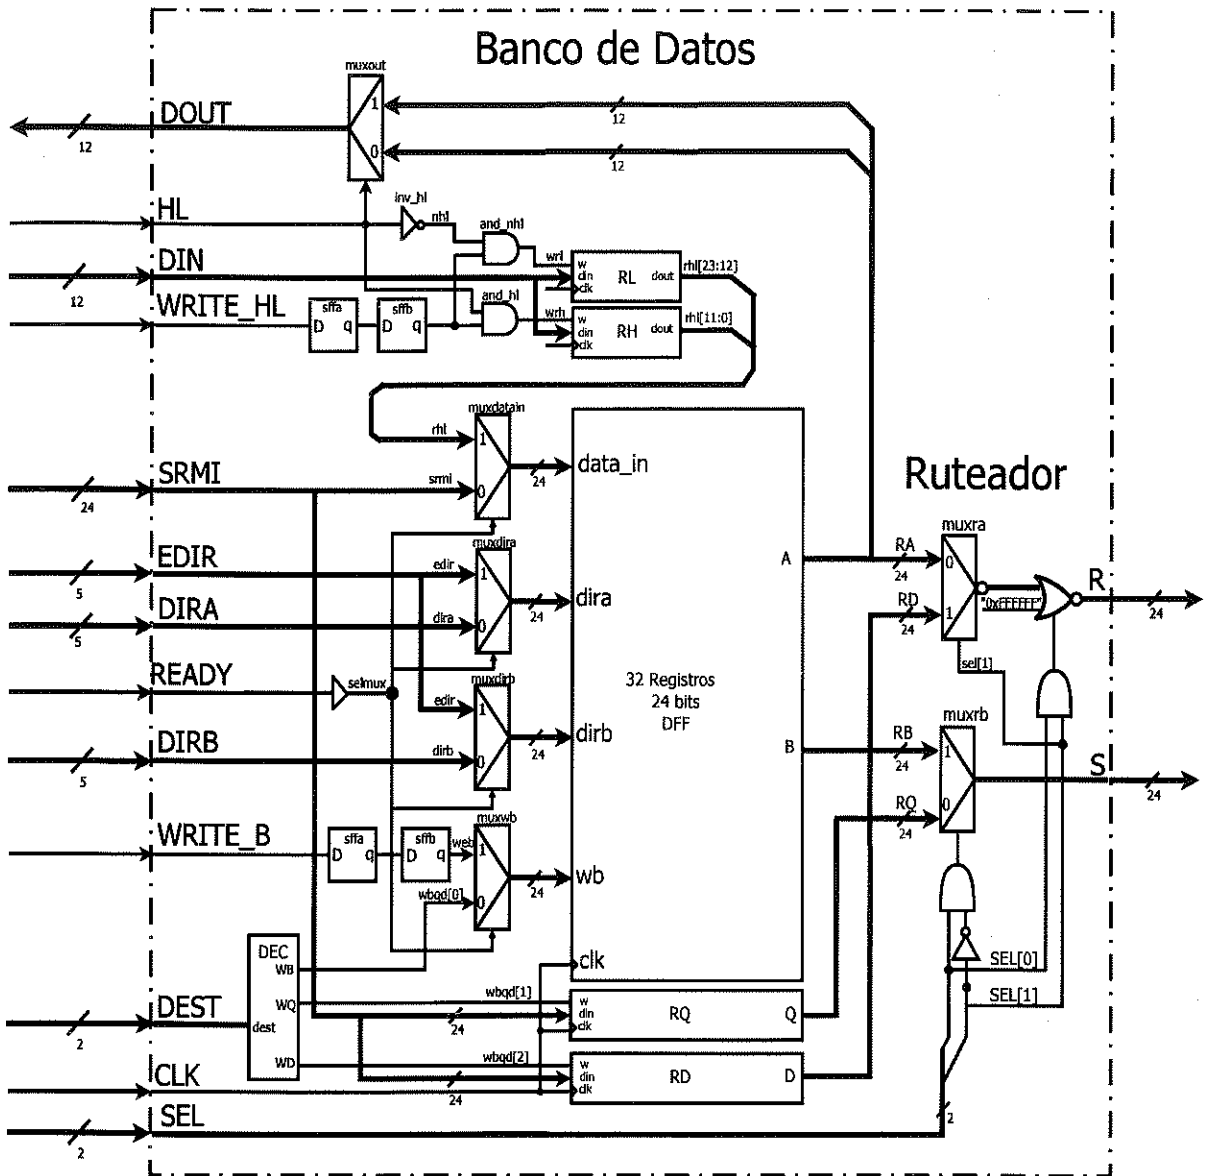 Banco de Datos
muxout
1
12
DOUT
12
0
12
HL
inv_hl
nhl
and_nhl
DIN
12
wrl
w
din
clk
RL
dout
rhl[23:12]
WRITE_HL
sffa
D q
sffb
D q
and_hl
wrh
w
din
clk
RH
dout
rhl[11:0]
muxdatain
rhl
1
SRMI
24
srmi
0
24
data_in
Ruteador
muxdira
muxra
EDIR
5
edir
1
A
RA
24
0
R
24
DIRA
5
dira
0
24
dira
RD
24
1
"0xFFFFFF"
READY
selmux
sel[1]
muxdirb
edir
1
32 Registros
24 bits
DFF
muxrb
DIRB
5
dirb
0
24
dirb
B
RB
24
1
S
24
RQ
24
0
WRITE_B
sffa
D q
sffb
D q
web
muxwb
1
wbqd[0]
0
24
wb
DEC
WB
clk
SEL[0]
SEL[1]
DEST
2
dest
WQ
wbqd[1]
24
w
din
clk
RQ
Q
WD
wbqd[2]
24
w
din
clk
RD
D
CLK
SEL
2
2